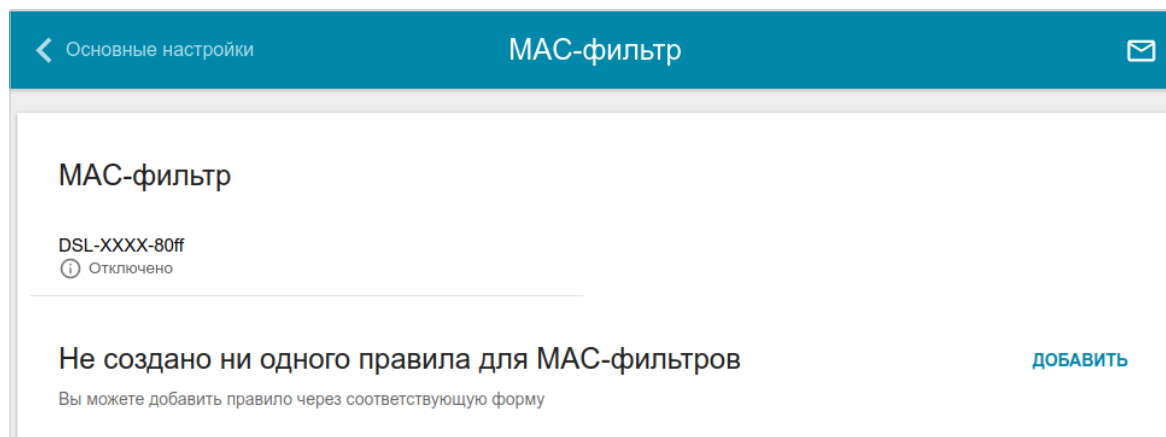 Основные настройки
MAC-фильтр
MAC-фильтр
DSL-XXXX-80ff
Отключено
Не создано ни одного правила для MAC-фильтров
ДОБАВИТЬ
Вы можете добавить правило через соответствующую форму